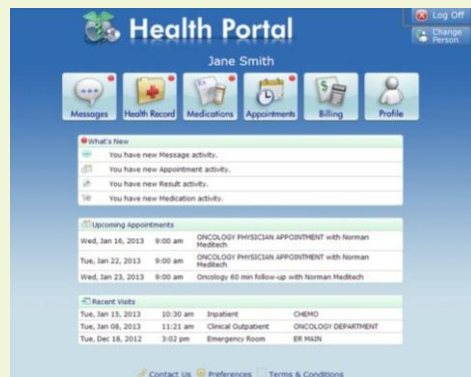 Health Portal
Log Off
Change
Person
Jane Smith
Messages
Health Record
Medications
Appointments
Billing
Profile
What's New
You have new Message activity.
You have new Appointment activity.
You have new Result activity.
You have new Medication activity.
Upcoming Appointments
Wed, Jan 16, 2013 9:00 am ONCOLOGY PHYSICIAN APPOINTMENT with Norman
Meditech
Tue, Jan 22, 2013 9:00 am ONCOLOGY PHYSICIAN APPOINTMENT with Norman
Meditech
Wed, Jan 23, 2013 9:00 am Oncology 60 min follow-up with Norman Meditech
Recent Visits
Tue, Jan 15, 2013 10:30 am Inpatient CHEMO
Tue, Jan 08, 2013 11:21 am Clinical Outpatient ONCOLOGY DEPARTMENT
Tue, Dec 18, 2012 3:02 pm Emergency Room ER MAIN
Contact Us Preferences Terms & Conditions